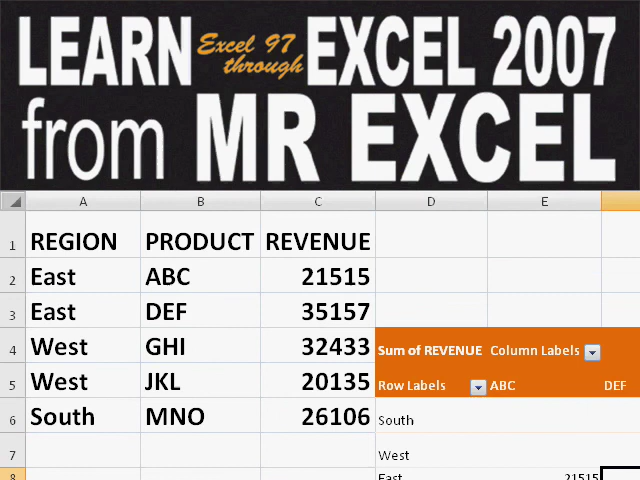 LEARN Excel 97 through EXCEL 2007
from MR EXCEL
A B C D E
1 REGION PRODUCT REVENUE
2 East ABC 21515
3 East DEF 35157
4 West GHI 32433 Sum of REVENUE Column Labels
5 West JKL 20135 Row Labels ABC DEF
6 South MNO 26106 South
7 West
8 East 21515